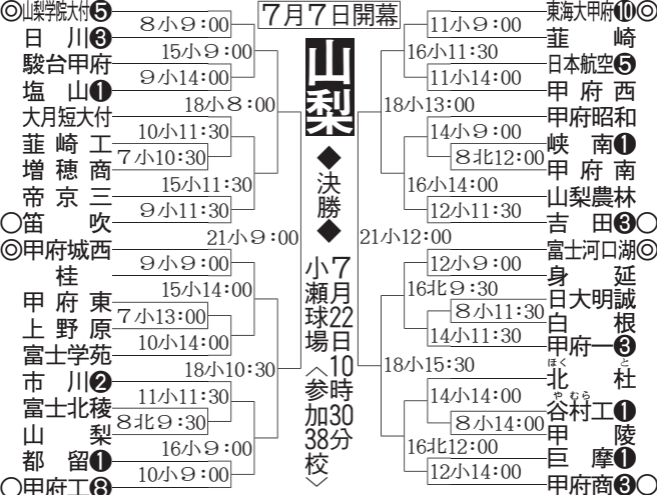 7月7日開幕
山梨
◆決勝◆
7月22日10時30分
小瀬球場〈参加38校〉
◎山梨学院大付❺
日川❸
駿台甲府
塩山❶
大月短大付
韮崎工
増穂商
帝京三
○笛吹
◎甲府城西
桂
甲府東
上野原
富士学苑
市川❷
富士北稜
山梨
都留❶
○甲府工❽
8小9:00
15小9:00
9小14:00
18小8:00
10小11:30
7小10:30
15小11:30
9小11:30
21小9:00
9小9:00
15小14:00
7小13:00
10小14:00
18小10:30
11小11:30
8北9:30
16小9:00
10小9:00
11小9:00
16小11:30
11小14:00
18小13:00
14小9:00
8北12:00
16小14:00
12小11:30
21小12:00
12小9:00
16北9:30
8小11:30
14小11:30
18小15:30
14小14:00
8小14:00
16北12:00
12小14:00
東海大甲府❿◎
韮崎
日本航空❺
甲府西
甲府昭和
峡南❶
甲府南
山梨農林
吉田❸○
富士河口湖◎
身延
日大明誠
白根
甲府一❸
ほくと
北杜
やむら
谷村工❶
甲陵
巨摩❶
甲府商❸○